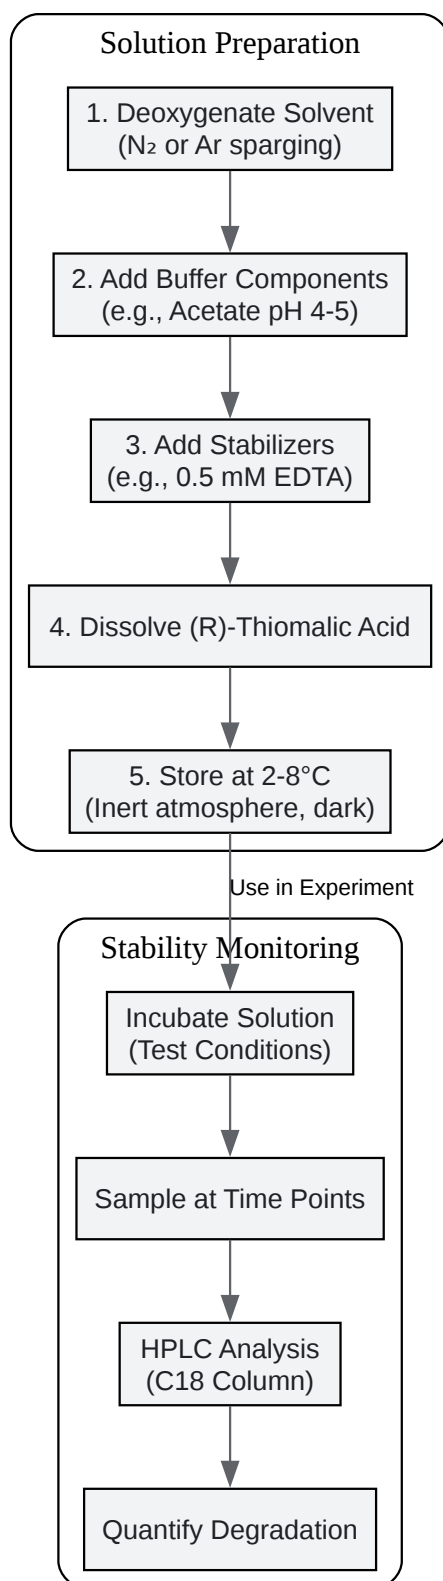 Solution Preparation
1. Deoxygenate Solvent
(N₂ or Ar sparging)
2. Add Buffer Components
(e.g., Acetate pH 4-5)
3. Add Stabilizers
(e.g., 0.5 mM EDTA)
4. Dissolve (R)-Thiomalic Acid
5. Store at 2-8°C
(Inert atmosphere, dark)
Use in Experiment
Stability Monitoring
Incubate Solution
(Test Conditions)
Sample at Time Points
HPLC Analysis
(C18 Column)
Quantify Degradation